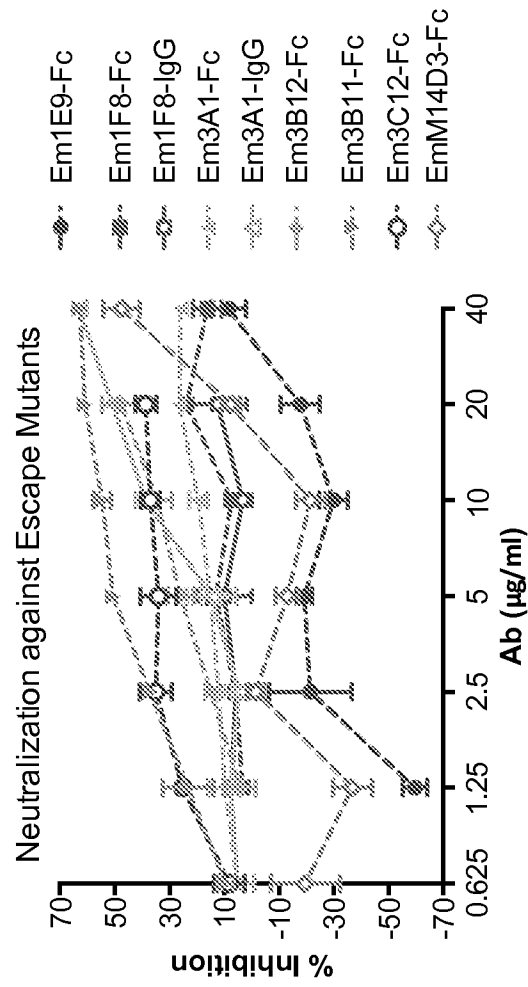 Neutralization against Escape Mutants
% Inhibition
70
50
30
10
-10
-30
-50
-70
0.625
1.25
2.5
5
10
20
40
Ab (µg/ml)
Em1E9-Fc
Em1F8-Fc
Em1F8-IgG
Em3A1-Fc
Em3A1-IgG
Em3B12-Fc
Em3B11-Fc
Em3C12-Fc
EmM14D3-Fc